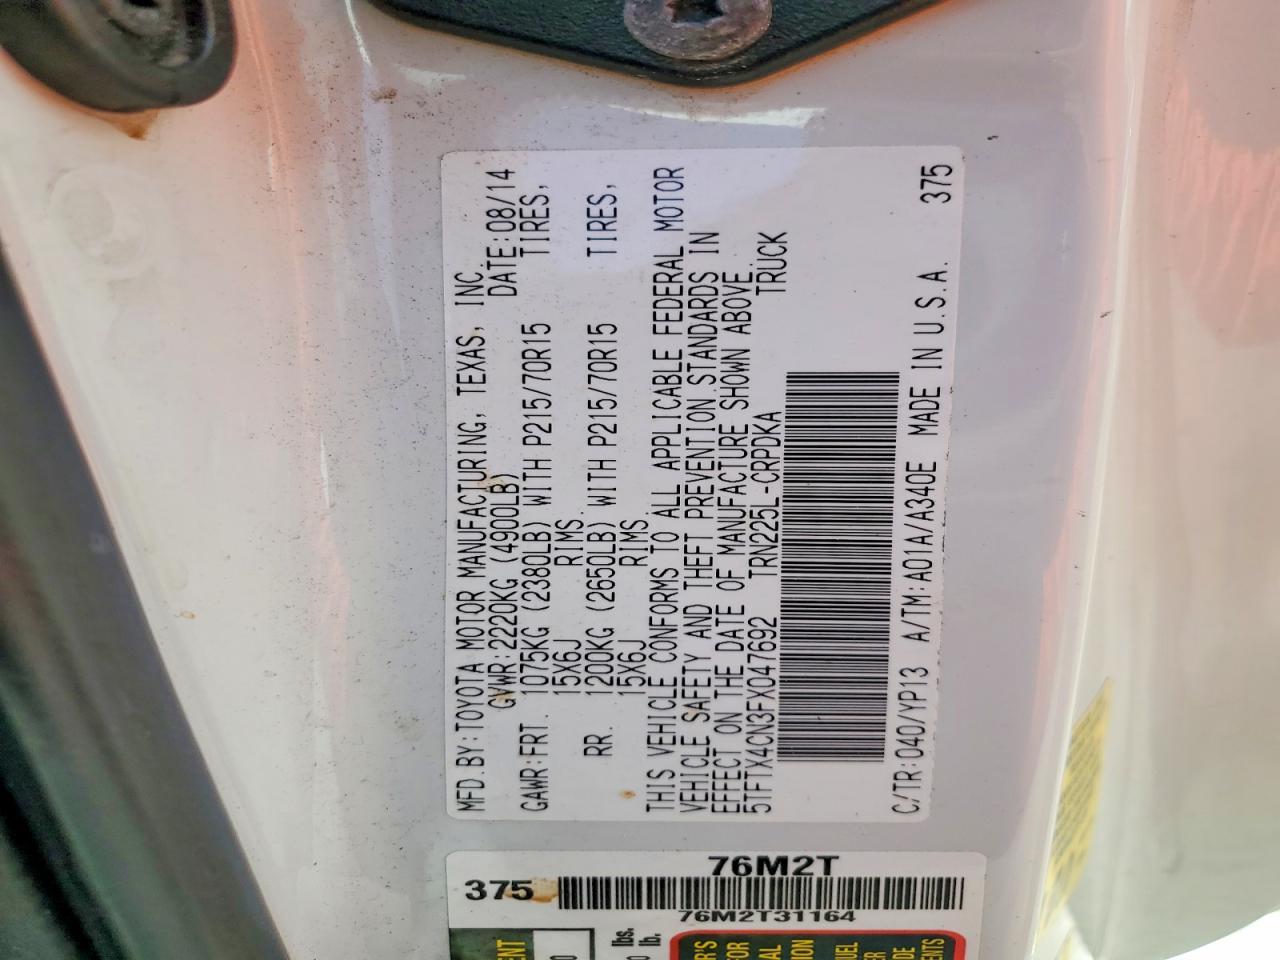 MFD.BY:TOYOTA MOTOR MANUFACTURING, TEXAS, INC.
GVWR:2220KG (4900LB) DATE:08/14
GAWR:FRT. 1075KG (2380LB) WITH P215/70R15 TIRES,
15X6J RIMS.
RR. 1200KG (2650LB) WITH P215/70R15 TIRES,
15X6J RIMS
THIS VEHICLE CONFORMS TO ALL APPLICABLE FEDERAL MOTOR
VEHICLE SAFETY AND THEFT PREVENTION STANDARDS IN
EFFECT ON THE DATE OF MANUFACTURE SHOWN ABOVE.
5TFTX4CN3FX047692 TRN225L-CRPDKA TRUCK
C/TR:040/YP13 A/TM:A01A/A340E MADE IN U.S.A. 375
76M2T
375
76M2T31164
lbs.
lb.